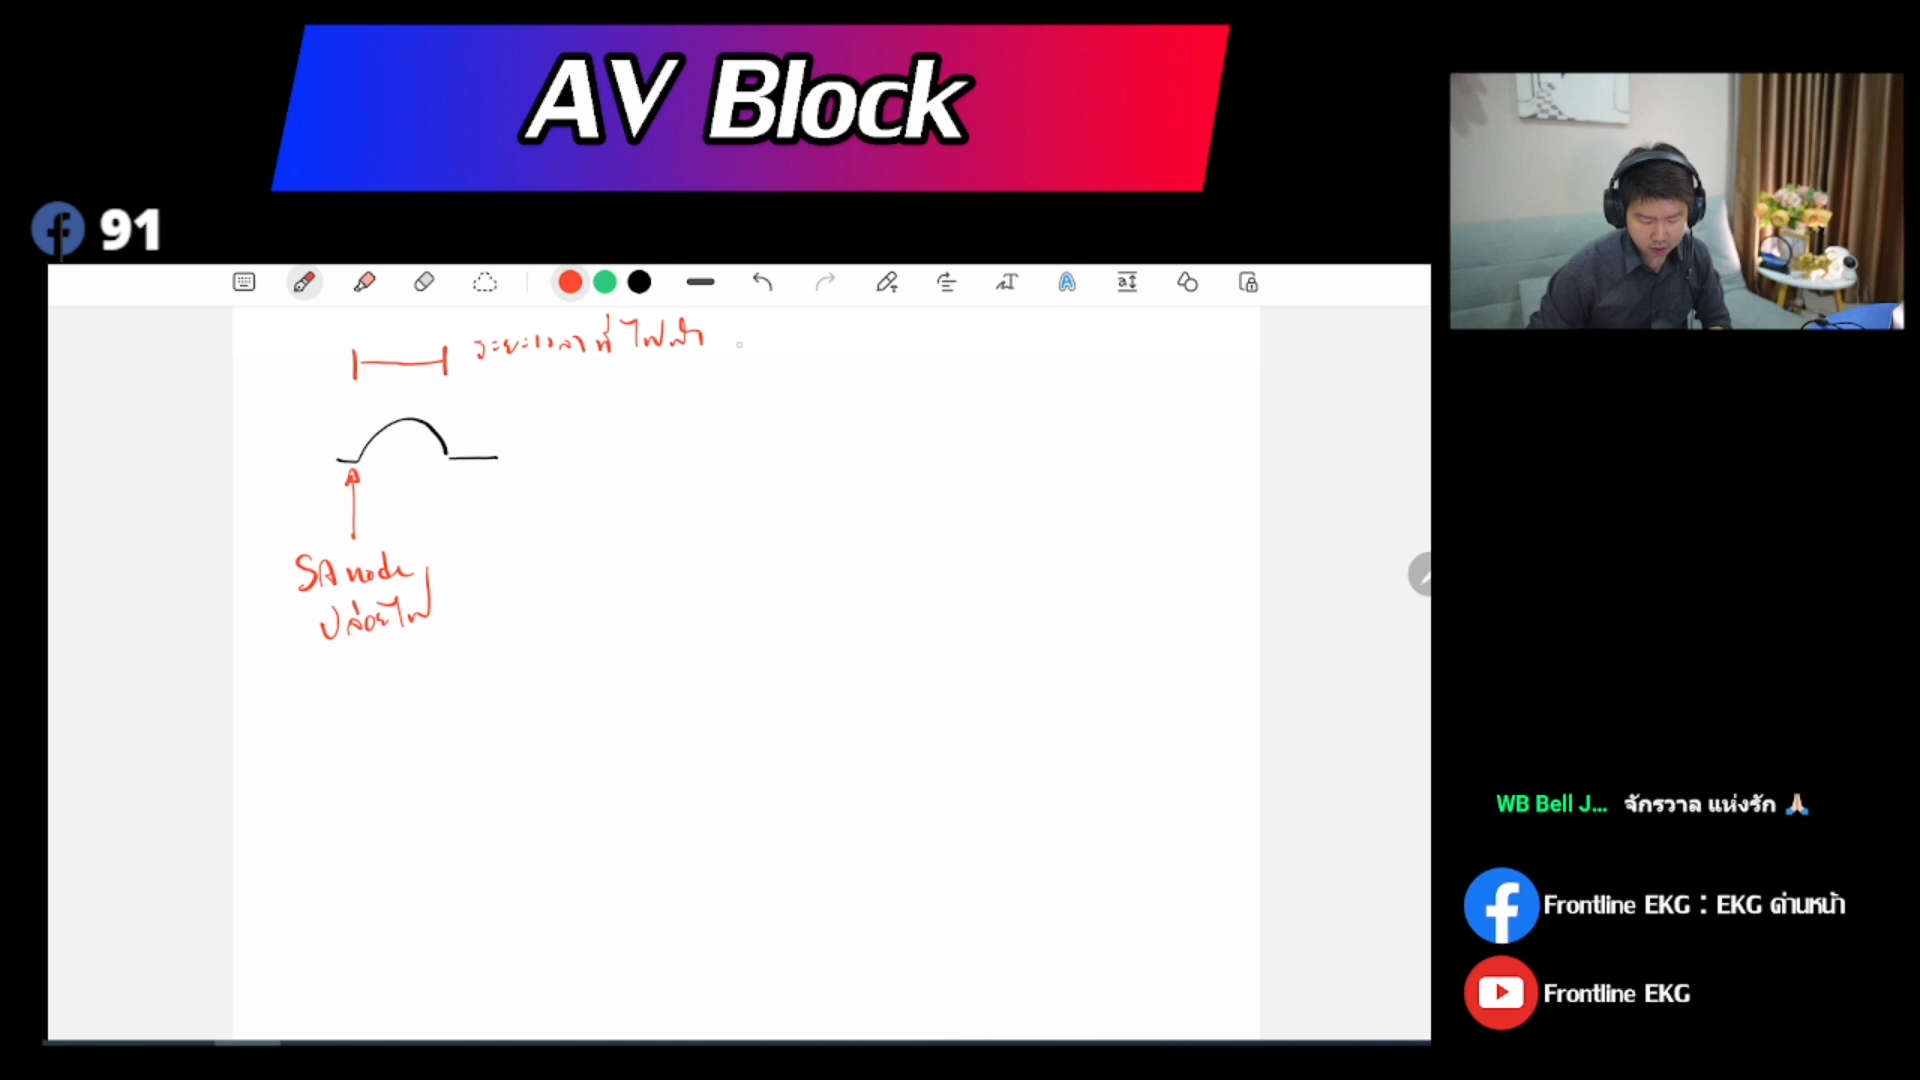 AV Block
91
ระยะเวลาที่ ไฟฟ้า
SA node
ปล่อยไฟ
WB Bell J... จักรวาล แห่งรัก 🙏🏻
Frontline EKG : EKG ด่านหน้า
Frontline EKG